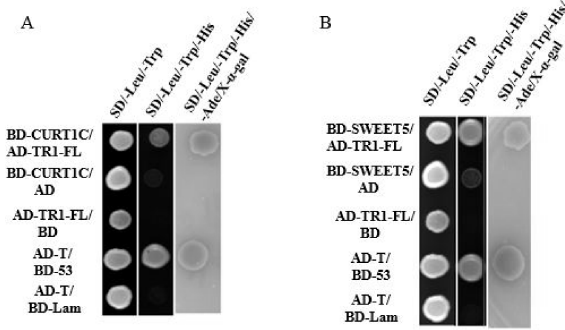 A
SD/-Leu/-Trp
SD/-Leu/-Trp/-His
SD/-Leu/-Trp/-His/
-Ade/X-α-gal
BD-CURT1C/
AD-TR1-FL
BD-CURT1C/
AD
AD-TR1-FL/
BD
AD-T/
BD-53
AD-T/
BD-Lam
B
SD/-Leu/-Trp
SD/-Leu/-Trp/-His
SD/-Leu/-Trp/-His/
-Ade/X-α-gal
BD-SWEET5/
AD-TR1-FL
BD-SWEET5/
AD
AD-TR1-FL/
BD
AD-T/
BD-53
AD-T/
BD-Lam